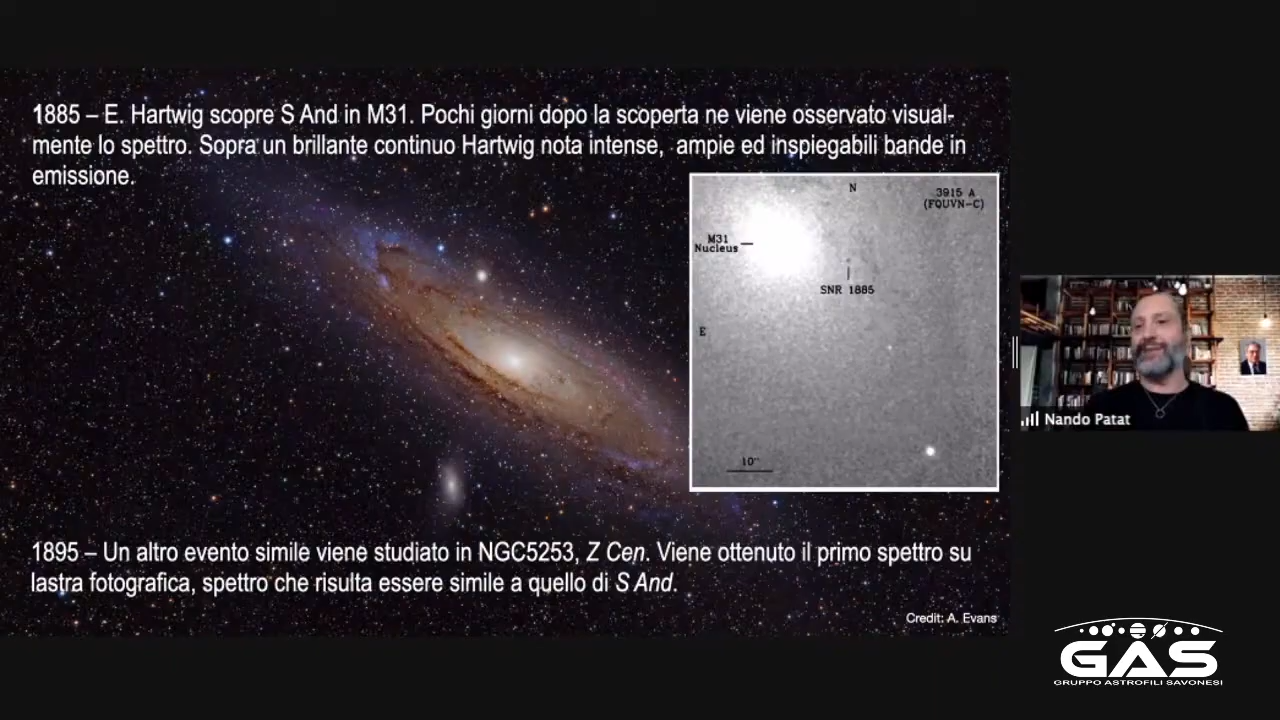 1885 – E. Hartwig scopre S And in M31. Pochi giorni dopo la scoperta ne viene osservato visual-
mente lo spettro. Sopra un brillante continuo Hartwig nota intense, ampie ed inspiegabili bande in
emissione.
N
3915 A
(FQUVN-C)
M31
Nucleus
SNR 1885
E
10''
Nando Patat
1895 – Un altro evento simile viene studiato in NGC5253, Z Cen. Viene ottenuto il primo spettro su
lastra fotografica, spettro che risulta essere simile a quello di S And.
Credit: A. Evans
GAS
GRUPPO ASTROFILI SAVONESI